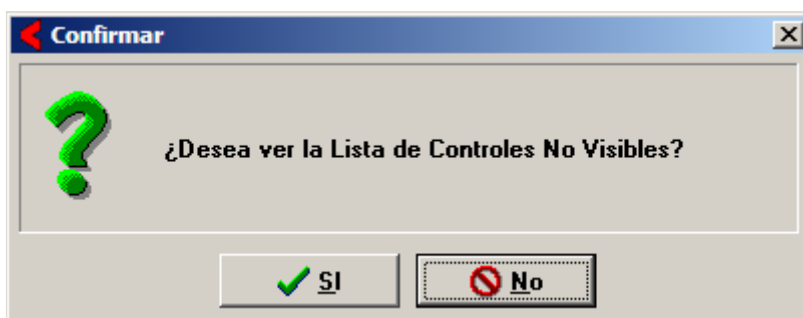 Confirmar
¿Desea ver la Lista de Controles No Visibles?
SI
No